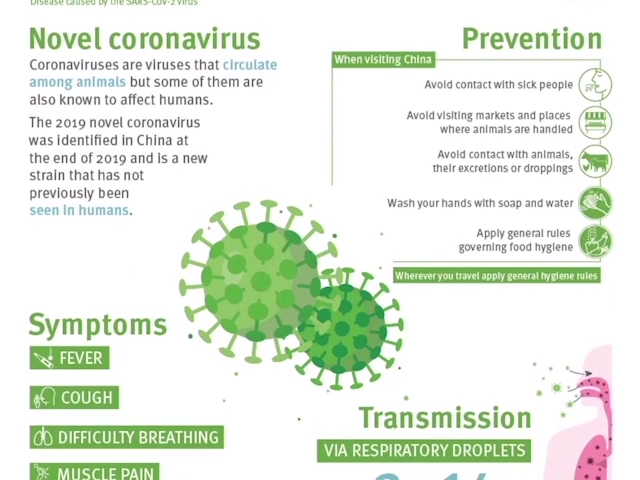 Disease caused by the SARS-CoV-2 virus
Novel coronavirus
Coronaviruses are viruses that circulate
among animals but some of them are
also known to affect humans.
The 2019 novel coronavirus
was identified in China at
the end of 2019 and is a new
strain that has not
previously been
seen in humans.
Prevention
When visiting China
Avoid contact with sick people
Avoid visiting markets and places
where animals are handled
Avoid contact with animals,
their excretions or droppings
Wash your hands with soap and water
Apply general rules
governing food hygiene
Wherever you travel apply general hygiene rules
Symptoms
FEVER
COUGH
DIFFICULTY BREATHING
MUSCLE PAIN
Transmission
VIA RESPIRATORY DROPLETS